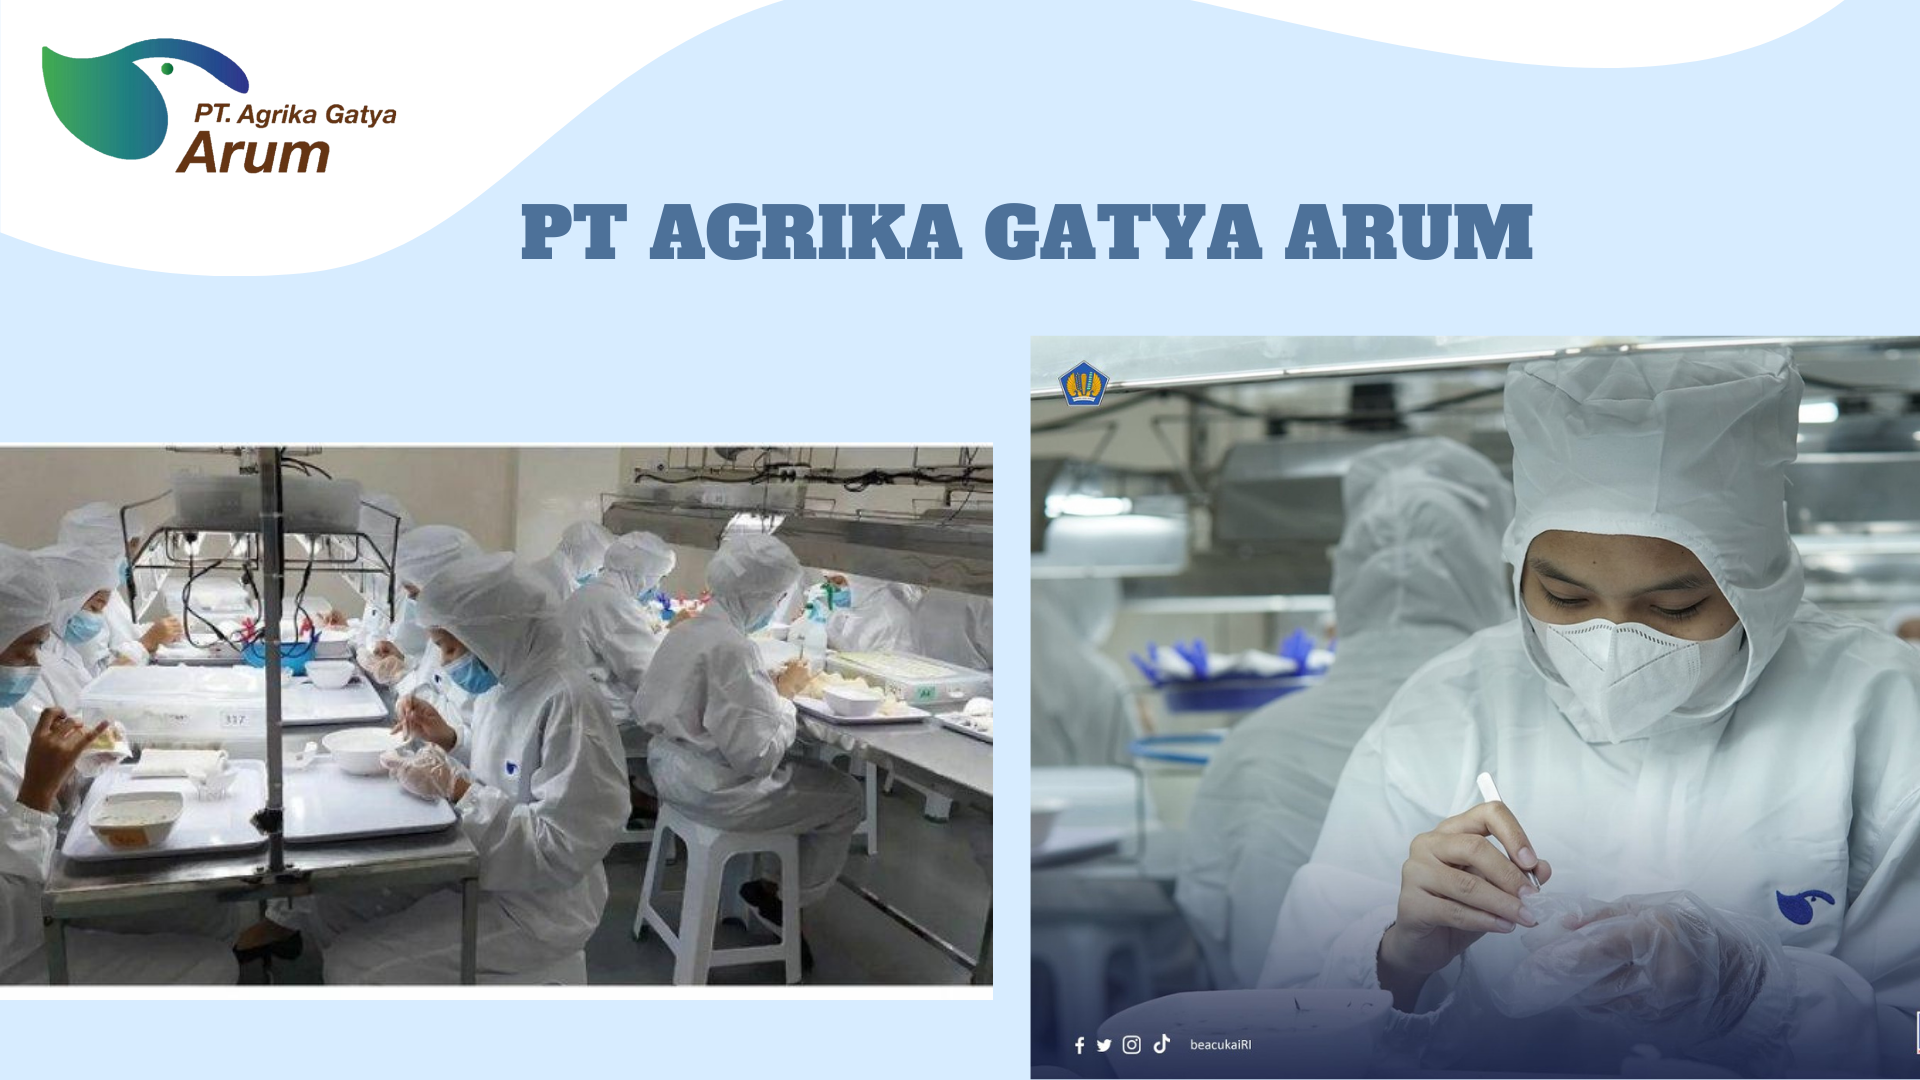 PT. Agrika Gatya
Arum
PT AGRIKA GATYA ARUM
317
beacukaiRI